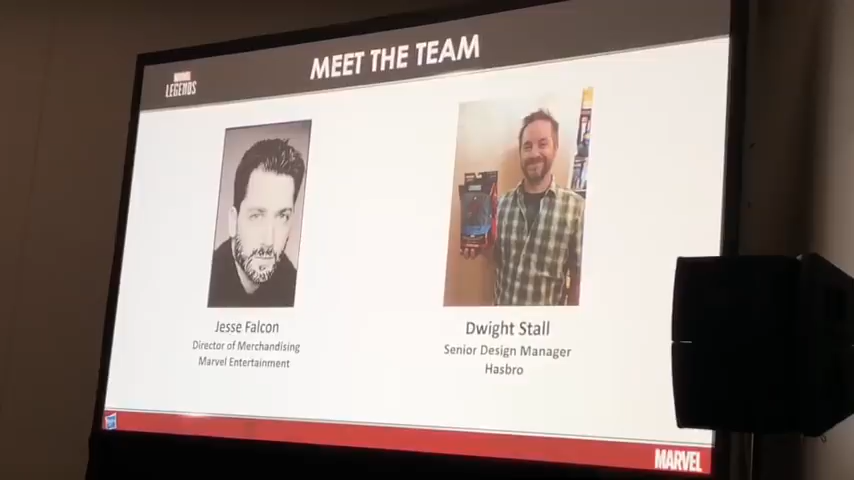 MARVEL
LEGENDS
MEET THE TEAM
Jesse Falcon
Director of Merchandising
Marvel Entertainment
Dwight Stall
Senior Design Manager
Hasbro
MARVEL